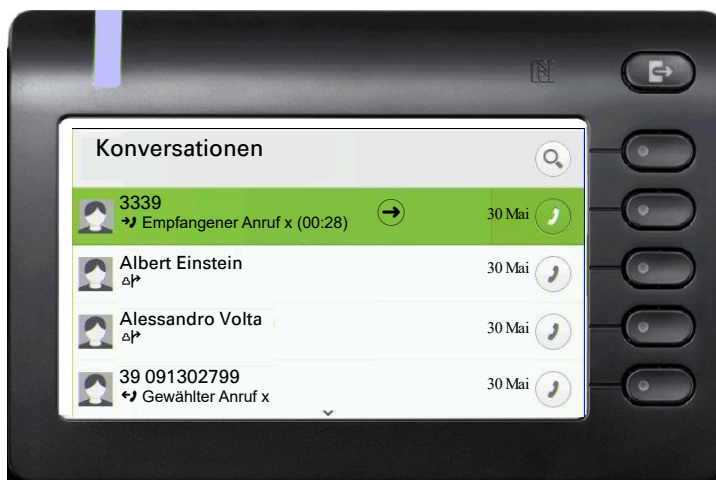 Konversationen
3339
30 Mai
Empfangener Anruf x (00:28)
Albert Einstein
30 Mai
Alessandro Volta
30 Mai
39 091302799
30 Mai
Gewählter Anruf x